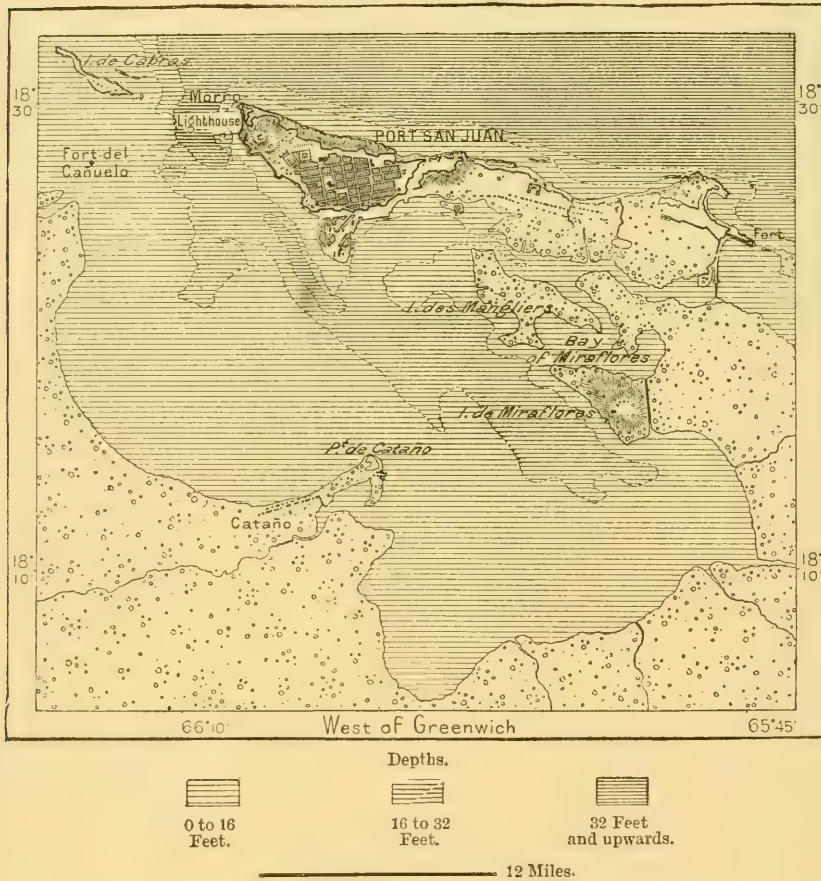 I. de Cabras
18°
30'
Morro
18°
30'
Lighthouse
PORT SAN JUAN
Fort del
Cañuelo
Fort
I. des Mangliers
Bay
of Miraflores
I. de Miraflores
Pt. de Cataño
Cataño
18°
10'
18°
10'
66°10'
West of Greenwich
65°45'
Depths.
0 to 16
Feet.
16 to 32
Feet.
32 Feet
and upwards.
12 Miles.